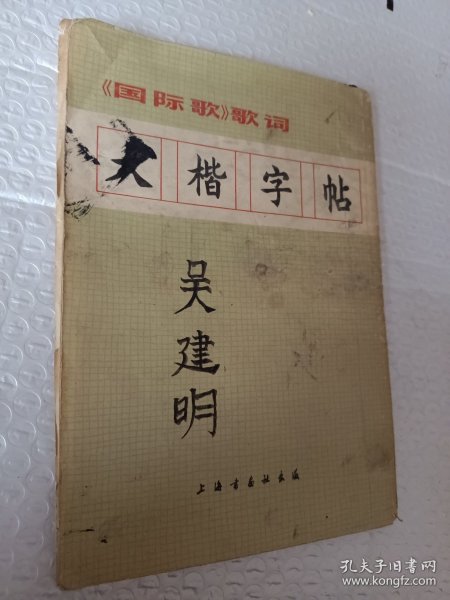 《国际歌》歌词
大楷字帖
吴建明
上海书画社出版
孔夫子旧书网
www.kongfz.com